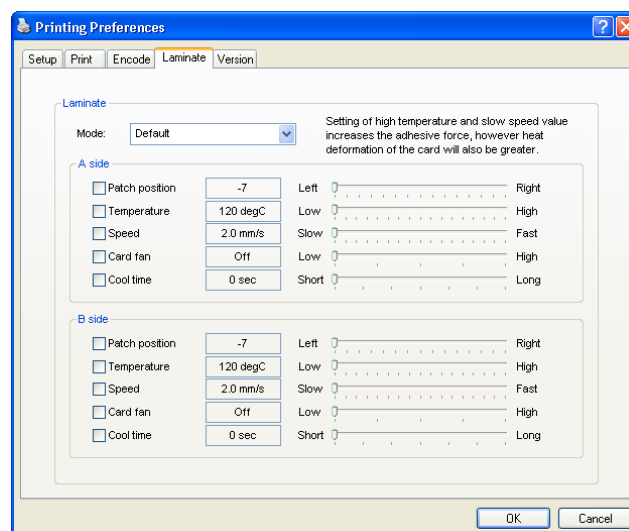 Printing Preferences
Setup Print Encode Laminate Version
Laminate
Mode: Default
Setting of high temperature and slow speed value
increases the adhesive force, however heat
deformation of the card will also be greater.
A side
Patch position -7 Left Right
Temperature 120 degC Low High
Speed 2.0 mm/s Slow Fast
Card fan Off Low High
Cool time 0 sec Short Long
B side
Patch position -7 Left Right
Temperature 120 degC Low High
Speed 2.0 mm/s Slow Fast
Card fan Off Low High
Cool time 0 sec Short Long
OK Cancel